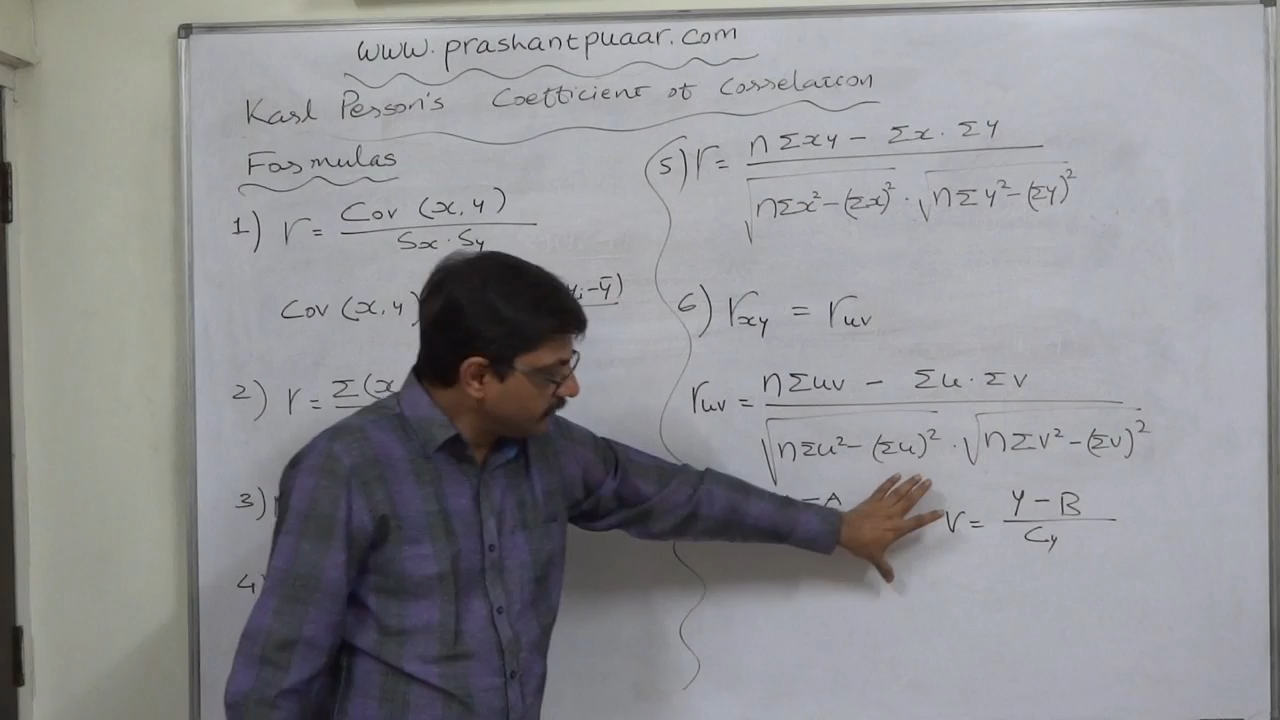 www.prashantpuaar.com
Karl Person's Coefficient of Correlation
Formulas
1) r = Cov (x, y) / Sx · Sy
Cov (x, y) yi - ȳ)
2) r = Σ(x
3)
4)
5) r = nΣxy - Σx · Σy / √nΣx² - (Σx)² · √nΣy² - (Σy)²
6) rxy = ruv
ruv = nΣuv - Σu · Σv / √nΣu² - (Σu)² · √nΣv² - (Σv)²
- A v = y - B / Cy